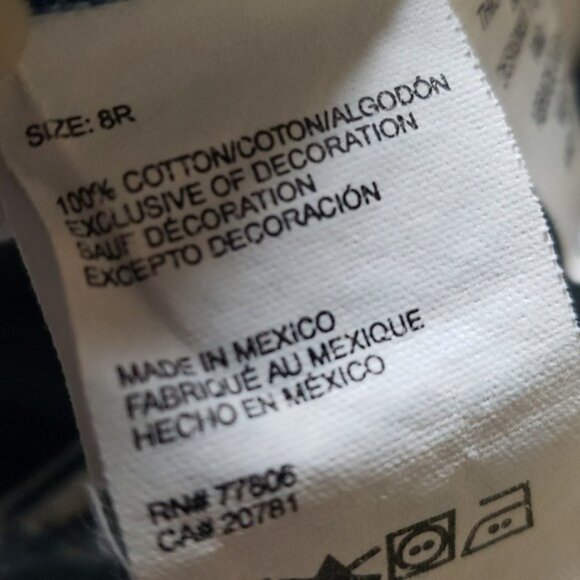 SIZE: 8R
100% COTTON/COTON/ALGODÓN
EXCLUSIVE OF DECORATION
SAUF DÉCORATION
EXCEPTO DECORACIÓN
MADE IN MEXICO
FABRIQUÉ AU MEXIQUE
HECHO EN MÉXICO
RN# 77806
CA# 20781